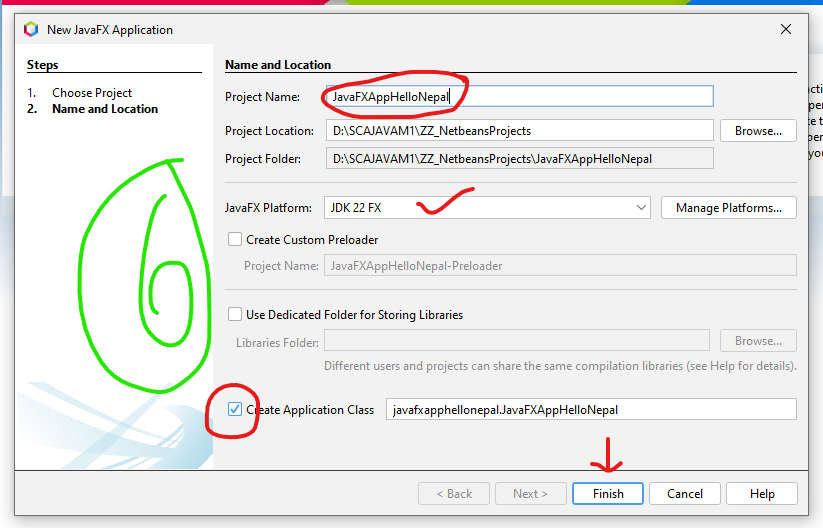 New JavaFX Application
Steps
1. Choose Project
2. Name and Location
6
Name and Location
Project Name: JavaFXAppHelloNepal
Project Location: D:\SCAJAVAM1\ZZ_NetbeansProjects Browse...
Project Folder: D:\SCAJAVAM1\ZZ_NetbeansProjects\JavaFXAppHelloNepal
JavaFX Platform: JDK 22 FX Manage Platforms...
Create Custom Preloader
Project Name: JavaFXAppHelloNepal-Preloader
Use Dedicated Folder for Storing Libraries
Libraries Folder: Browse...
Different users and projects can share the same compilation libraries (see Help for details).
Create Application Class javafxapphellonepal.JavaFXAppHelloNepal
< Back Next > Finish Cancel Help